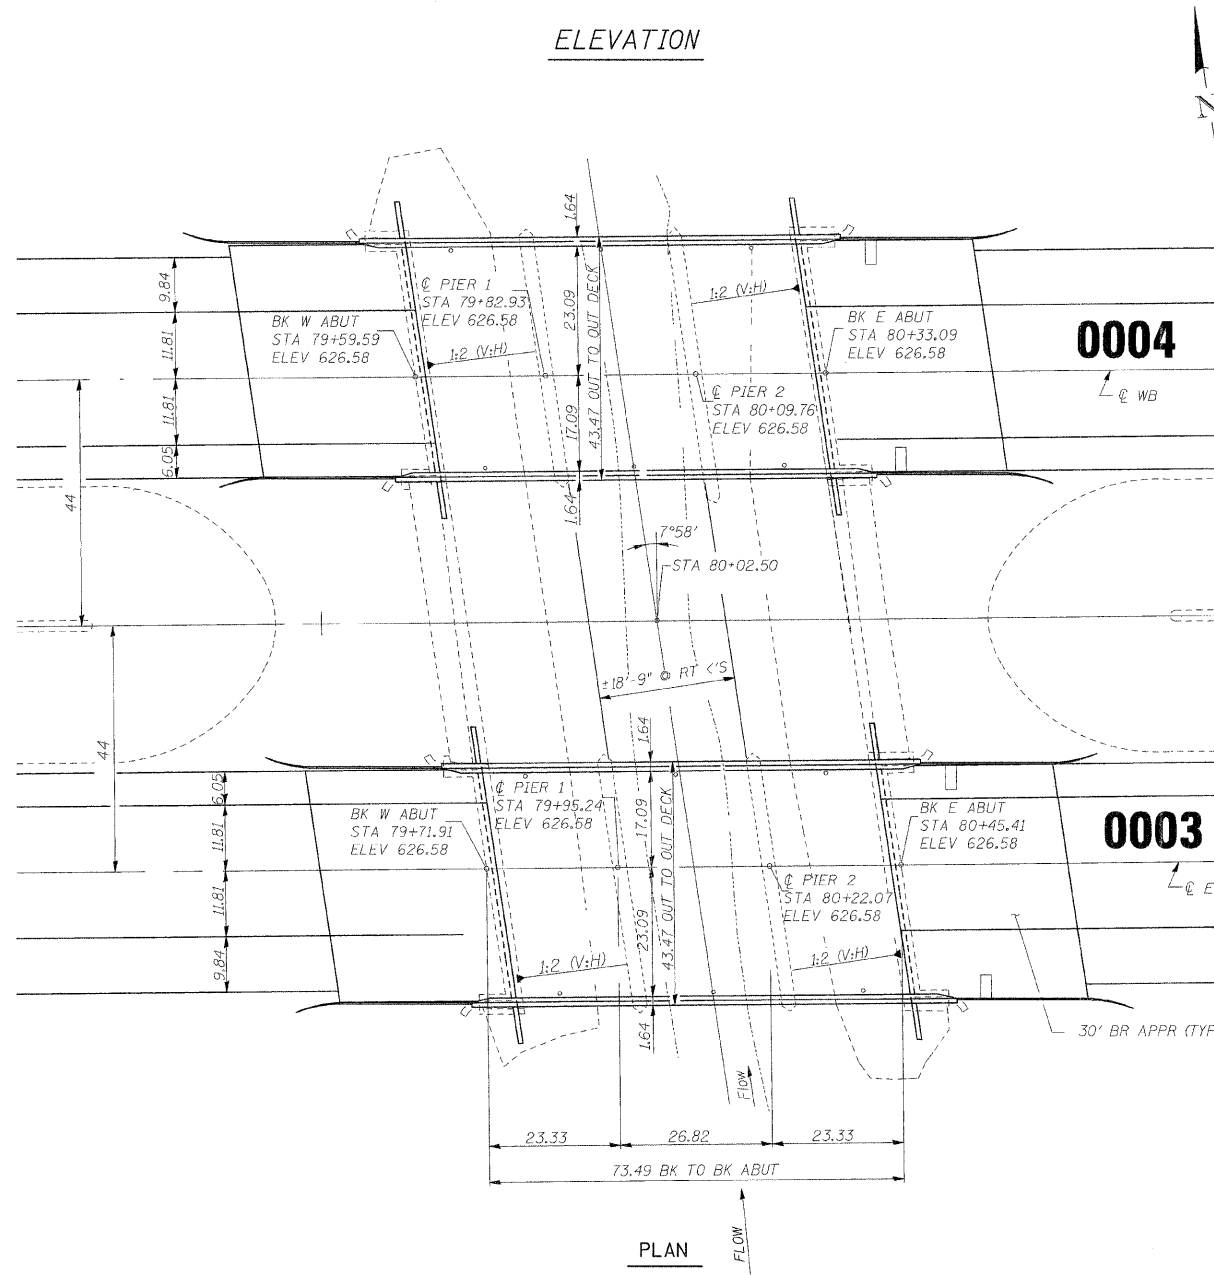 ELEVATION
N
1.64
9.84
11.81
11.81
6.05
44
℄ PIER 1
STA 79+82.93
ELEV 626.58
BK W ABUT
STA 79+59.59
ELEV 626.58
1:2 (V:H)
23.09
17.09
43.47 OUT TO OUT DECK
1.64
1:2 (V:H)
BK E ABUT
STA 80+33.09
ELEV 626.58
℄ PIER 2
STA 80+09.76
ELEV 626.58
0004
℄ WB
7°58'
STA 80+02.50
±18'-9" @ RT <'S
44
1.64
6.05
11.81
11.81
9.84
℄ PIER 1
STA 79+95.24
ELEV 626.58
BK W ABUT
STA 79+71.91
ELEV 626.58
17.09
23.09
43.47 OUT TO OUT DECK
1.64
BK E ABUT
STA 80+45.41
ELEV 626.58
0003
℄ E
℄ PIER 2
STA 80+22.07
ELEV 626.58
1:2 (V:H)
1:2 (V:H)
30' BR APPR (TYP
Flow
23.33
26.82
23.33
73.49 BK TO BK ABUT
FLOW
PLAN